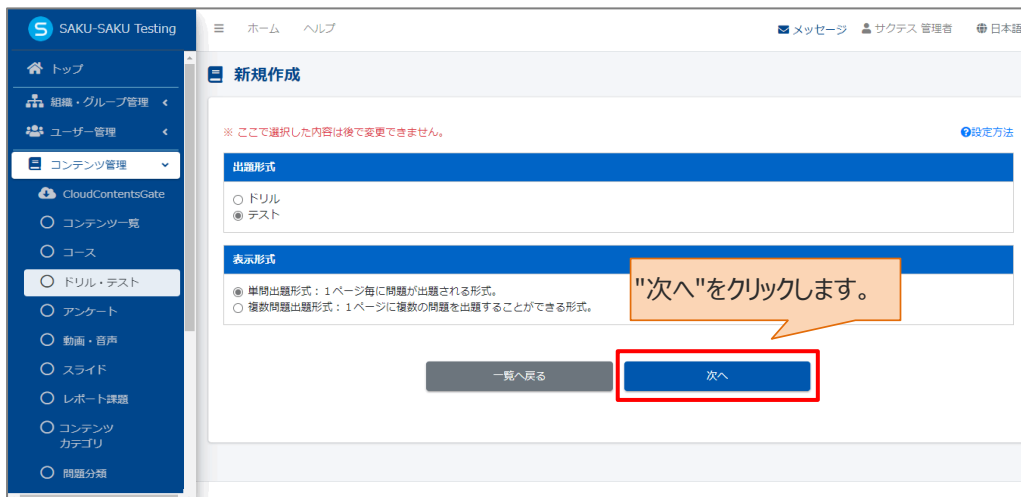 SAKU-SAKU Testing
ホーム ヘルプ
メッセージ サクテス 管理者 日本語
トップ
組織・グループ管理
ユーザー管理
コンテンツ管理
CloudContentsGate
コンテンツ一覧
コース
ドリル・テスト
アンケート
動画・音声
スライド
レポート課題
コンテンツ
カテゴリ
問題分類
新規作成
※ ここで選択した内容は後で変更できません。
設定方法
出題形式
ドリル
テスト
表示形式
単問出題形式：１ページ毎に問題が出題される形式。
複数問題出題形式：１ページに複数の問題を出題することができる形式。
"次へ"をクリックします。
一覧へ戻る
次へ